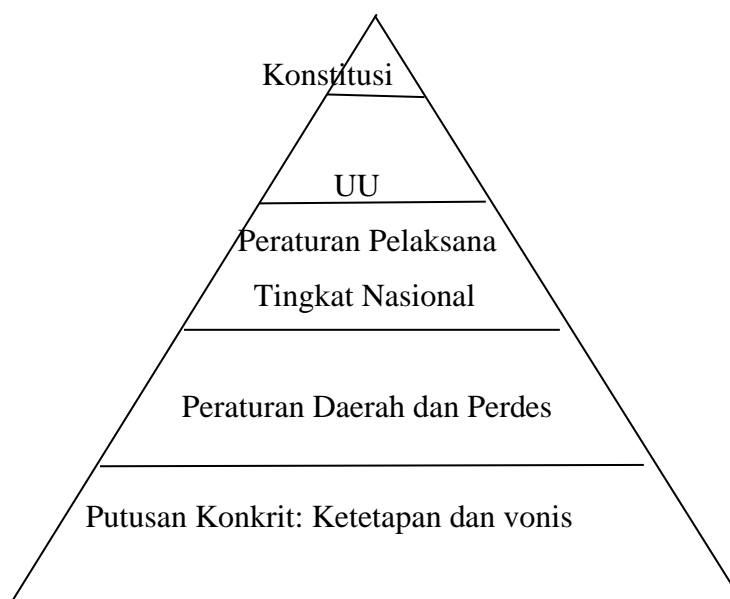 Konstitusi
UU
Peraturan Pelaksana
Tingkat Nasional
Peraturan Daerah dan Perdes
Putusan Konkrit: Ketetapan dan vonis